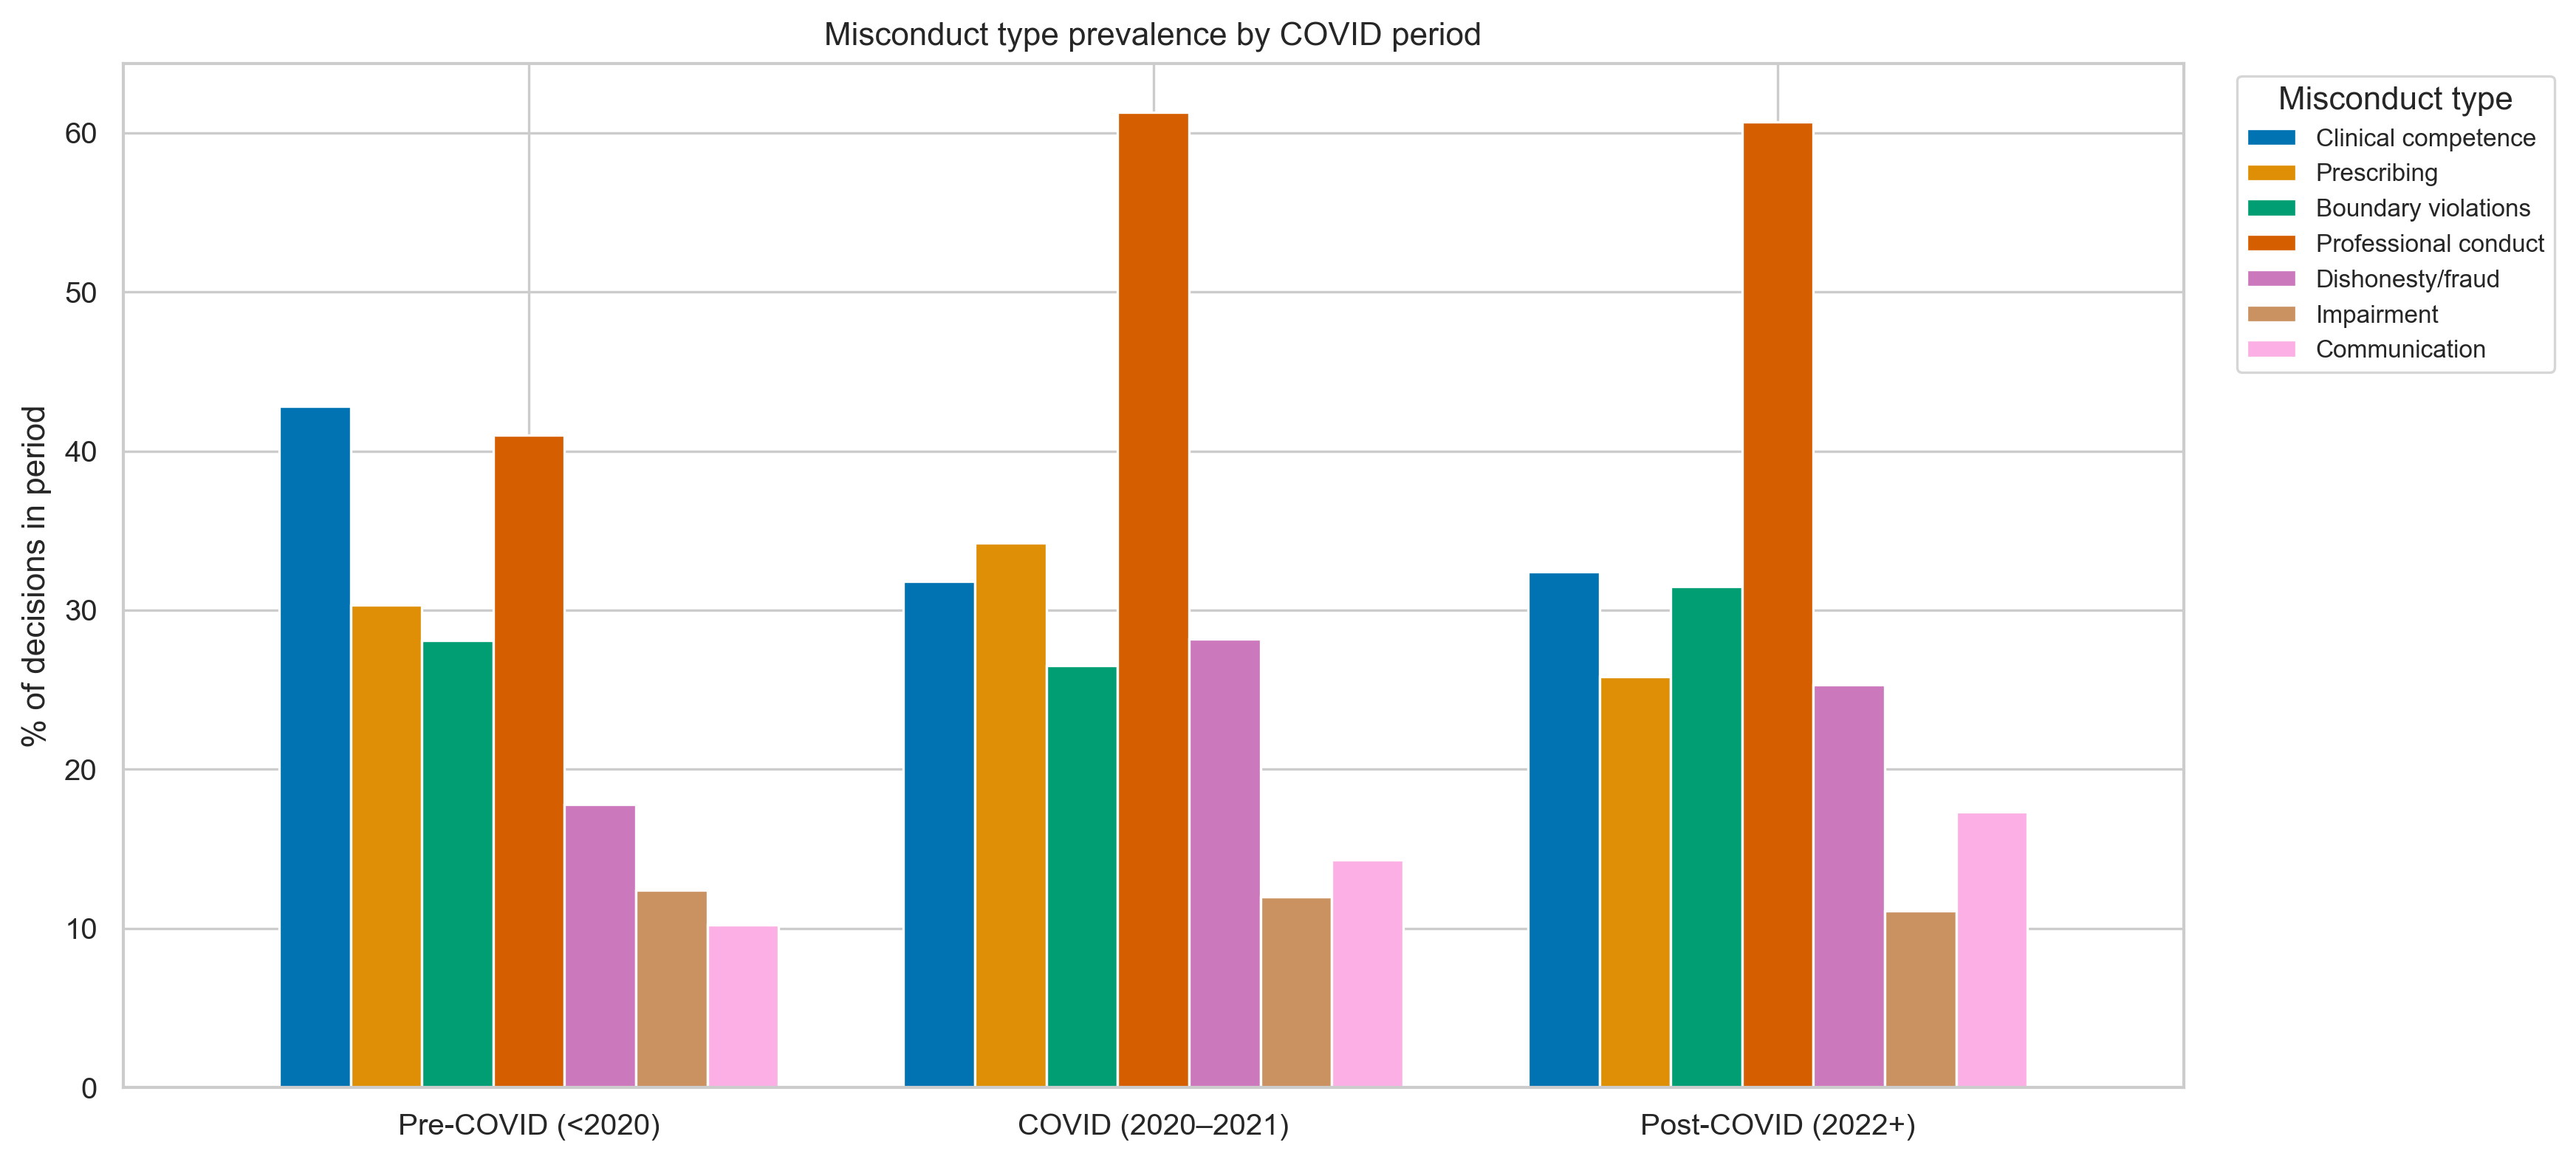 Misconduct type prevalence by COVID period
% of decisions in period
60
50
40
30
20
10
0
Pre-COVID (<2020)
COVID (2020–2021)
Post-COVID (2022+)
Misconduct type
Clinical competence
Prescribing
Boundary violations
Professional conduct
Dishonesty/fraud
Impairment
Communication